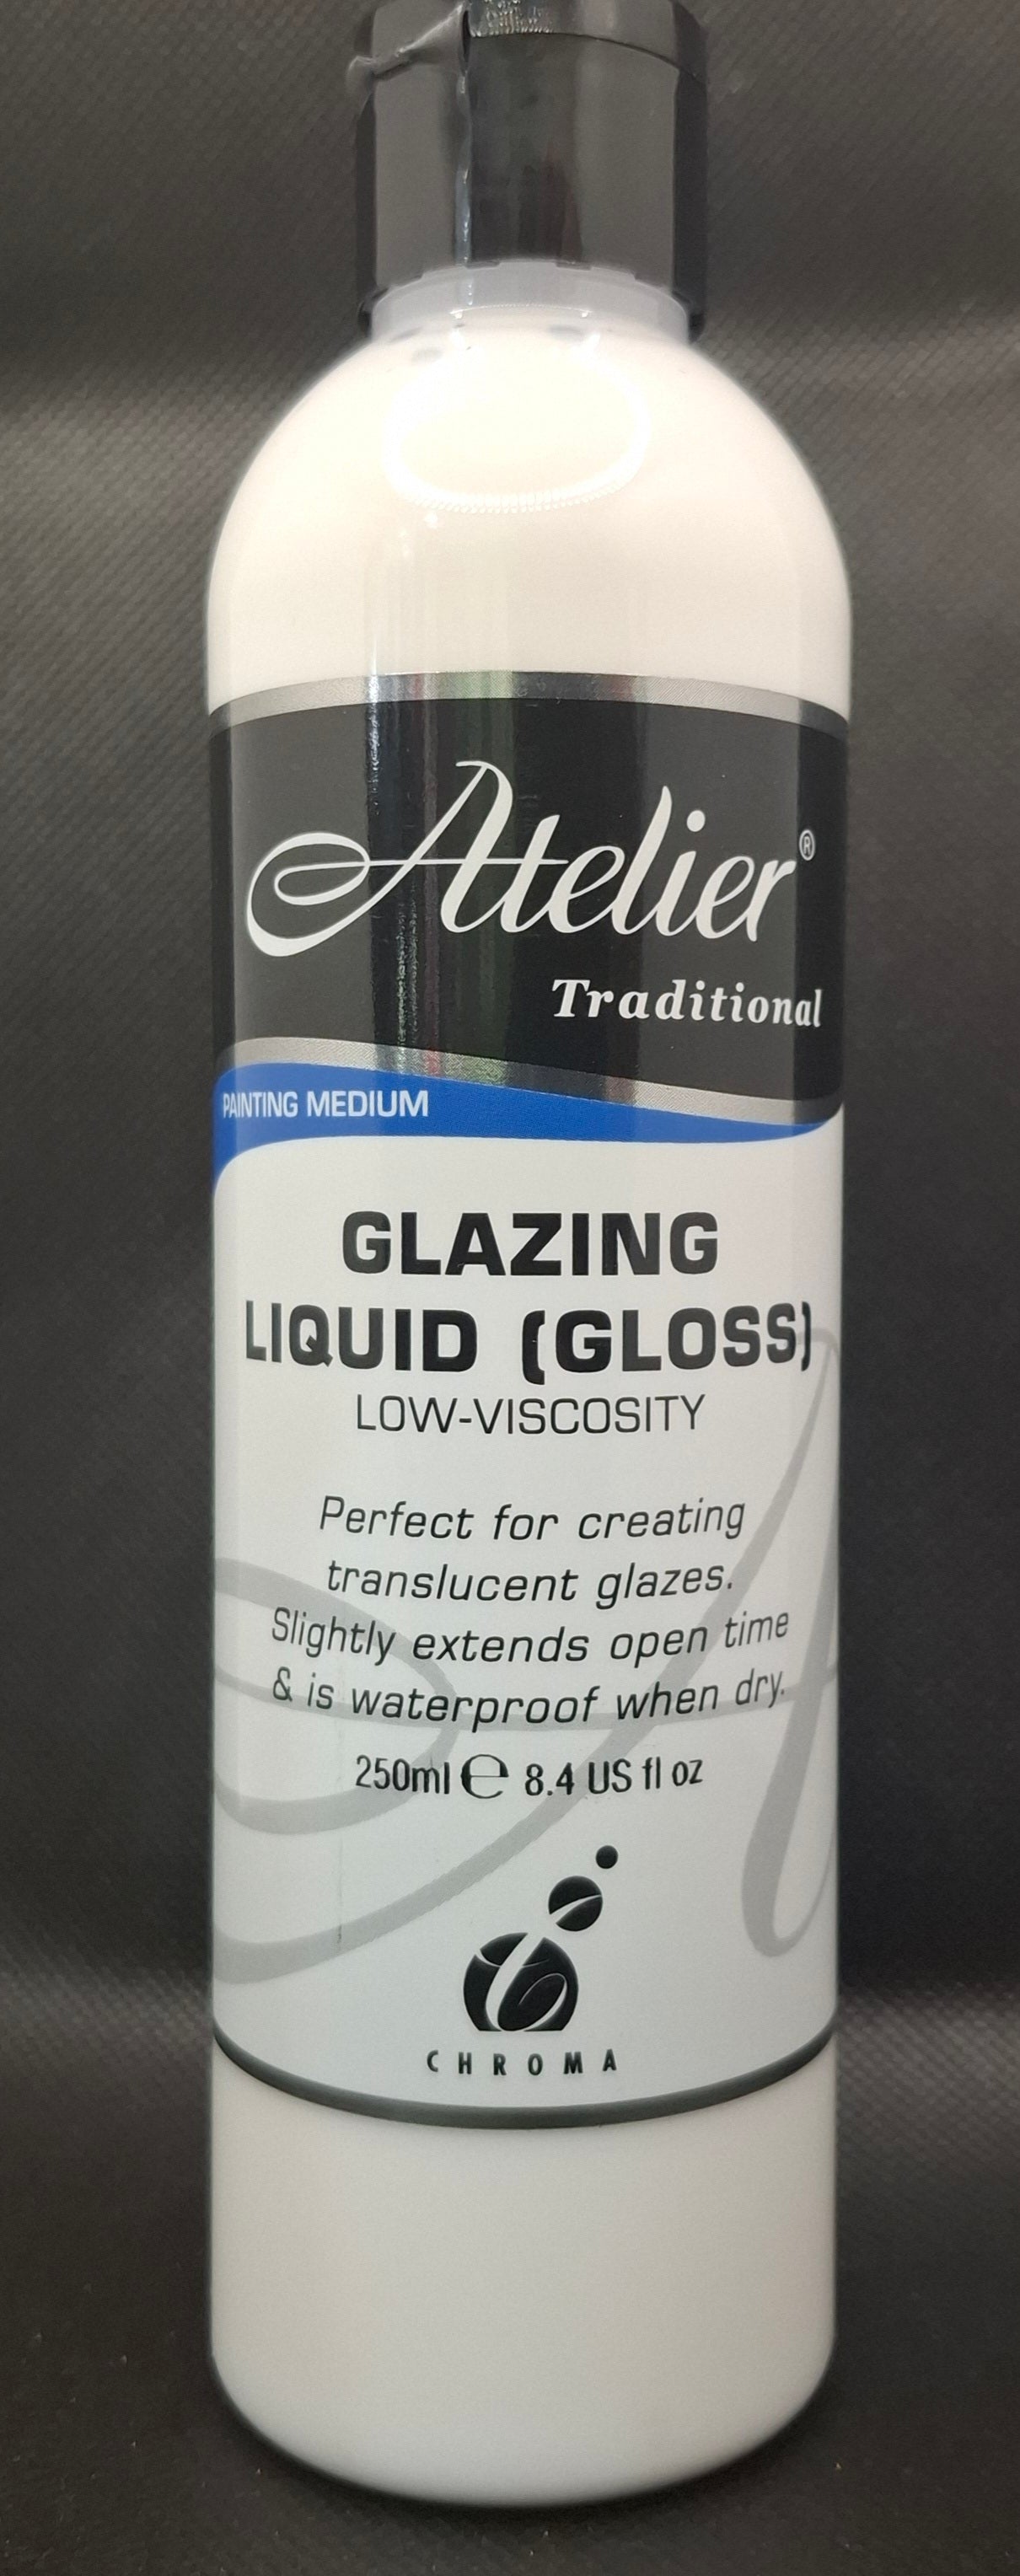 Atelier®
Traditional
PAINTING MEDIUM
GLAZING
LIQUID (GLOSS)
LOW-VISCOSITY
Perfect for creating
translucent glazes.
Slightly extends open time
& is waterproof when dry.
250ml ℮ 8.4 US fl oz
CHROMA